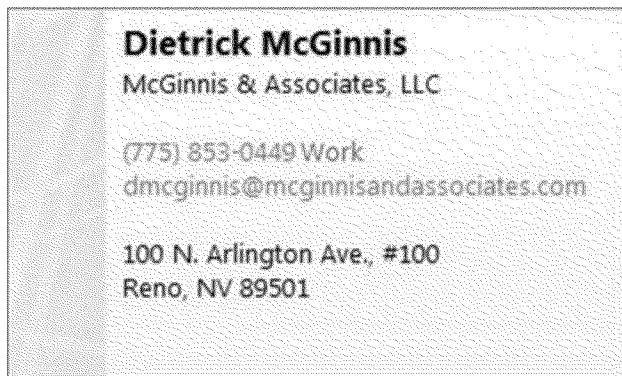 Dietrick McGinnis
McGinnis & Associates, LLC
(775) 853-0449 Work
dmcginnis@mcginnisandassociates.com
100 N. Arlington Ave., #100
Reno, NV 89501